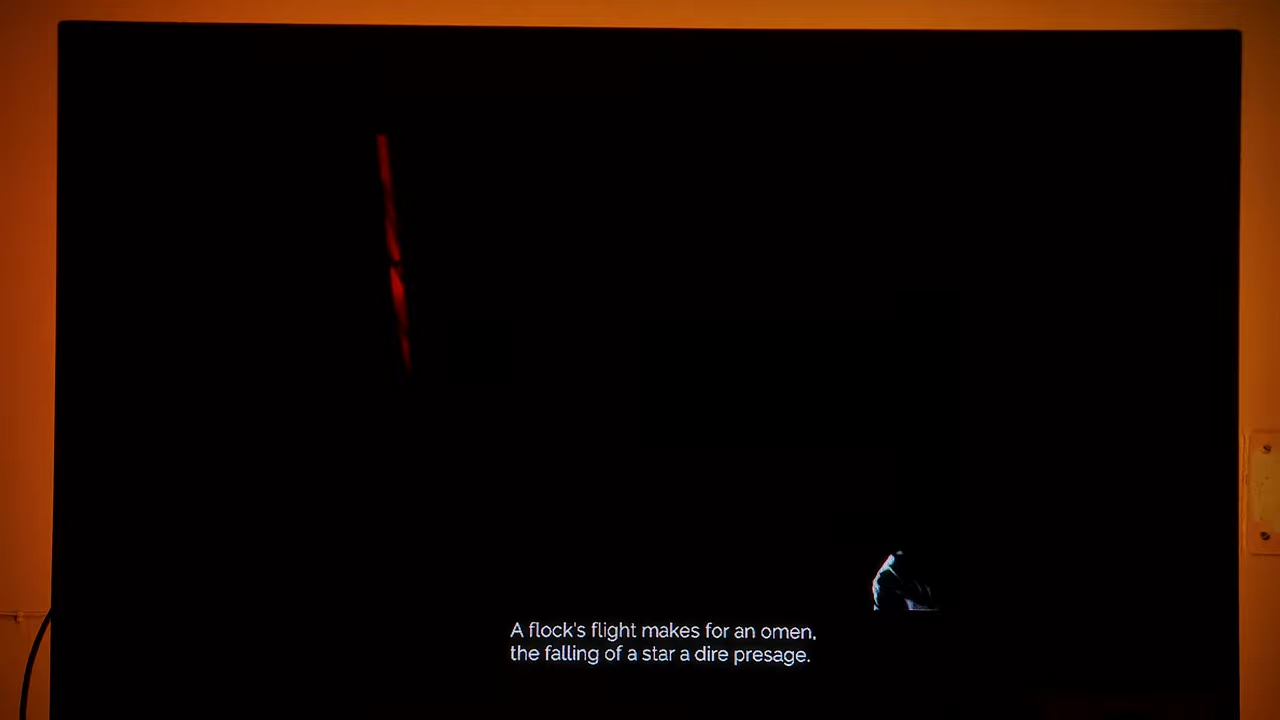 A flock's flight makes for an omen,
the falling of a star a dire presage.